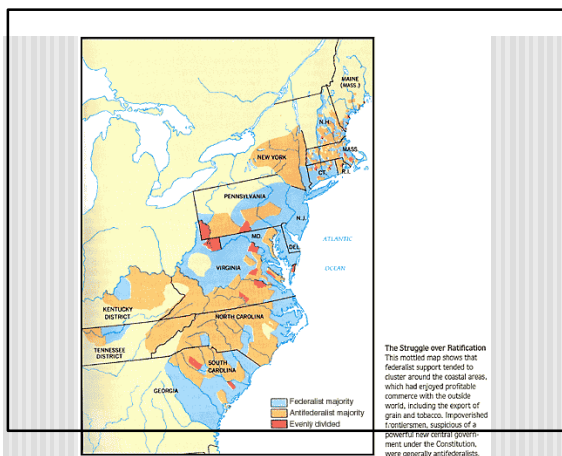 MAINE
(MASS.)
N.H.
NEW YORK
MASS.
CT.
R.I.
PENNSYLVANIA
N.J.
MD.
DEL.
ATLANTIC
OCEAN
VIRGINIA
KENTUCKY
DISTRICT
NORTH CAROLINA
TENNESSEE
DISTRICT
SOUTH
CAROLINA
GEORGIA
Federalist majority
Antifederalist majority
Evenly divided
The Struggle over Ratification
This mottled map shows that
federalist support tended to
cluster around the coastal areas,
which had enjoyed profitable
commerce with the outside
world, including the export of
grain and tobacco. Impoverished
frontiersmen, suspicious of a
powerful new central govern-
ment under the Constitution,
were generally antifederalists.